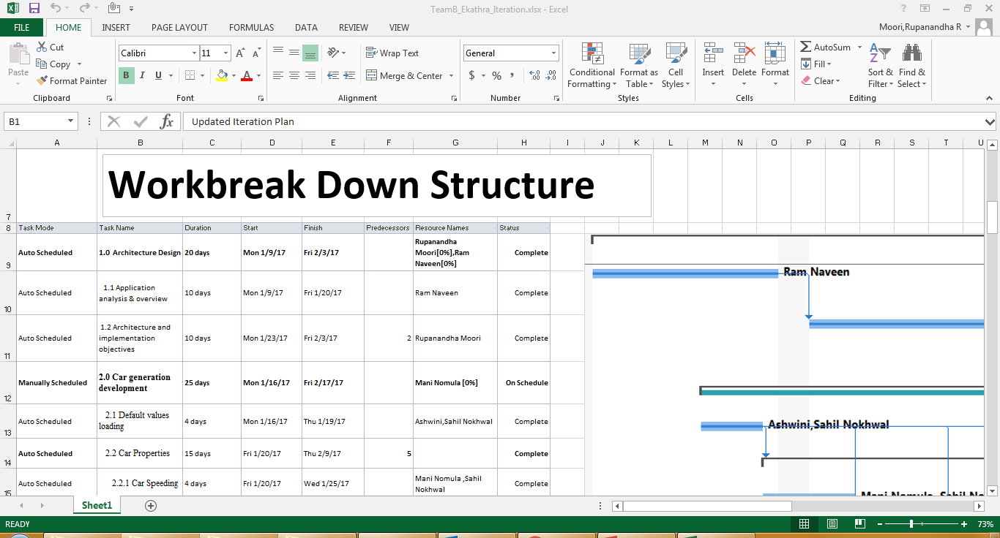 TeamB_Ekathra_Iteration.xlsx - Excel
FILE HOME INSERT PAGE LAYOUT FORMULAS DATA REVIEW VIEW Moori,Rupanandha R
Paste
Cut
Copy
Format Painter
Calibri 11
B I U
Wrap Text
Merge & Center
General
$ % ,
Conditional Formatting
Format as Table
Cell Styles
Insert Delete Format
AutoSum
Fill
Clear
Sort & Filter
Find & Select
Clipboard Font Alignment Number Styles Cells Editing
B1 fx Updated Iteration Plan
A B C D E F G H I J K L M N O P Q R S T U
Workbreak Down Structure
7
8 Task Mode Task Name Duration Start Finish Predecessors Resource Names Status
9 Auto Scheduled 1.0 Architecture Design 20 days Mon 1/9/17 Fri 2/3/17 Rupanandha Moori[0%],Ram Naveen[0%] Complete
10 Auto Scheduled 1.1 Application analysis & overview 10 days Mon 1/9/17 Fri 1/20/17 Ram Naveen Complete
11 Auto Scheduled 1.2 Architecture and implementation objectives 10 days Mon 1/23/17 Fri 2/3/17 2 Rupanandha Moori Complete
12 Manually Scheduled 2.0 Car generation development 25 days Mon 1/16/17 Fri 2/17/17 Mani Nomula [0%] On Schedule
13 Auto Scheduled 2.1 Default values loading 4 days Mon 1/16/17 Thu 1/19/17 Ashwini,Sahil Nokhwal Complete
14 Auto Scheduled 2.2 Car Properties 15 days Fri 1/20/17 Thu 2/9/17 5 Complete
15 Auto Scheduled 2.2.1 Car Speeding 4 days Fri 1/20/17 Wed 1/25/17 Mani Nomula ,Sahil Nokhwal Complete
Ram Naveen
Ashwini,Sahil Nokhwal
Mani Nomula ,Sahil No
Sheet1
READY 73%